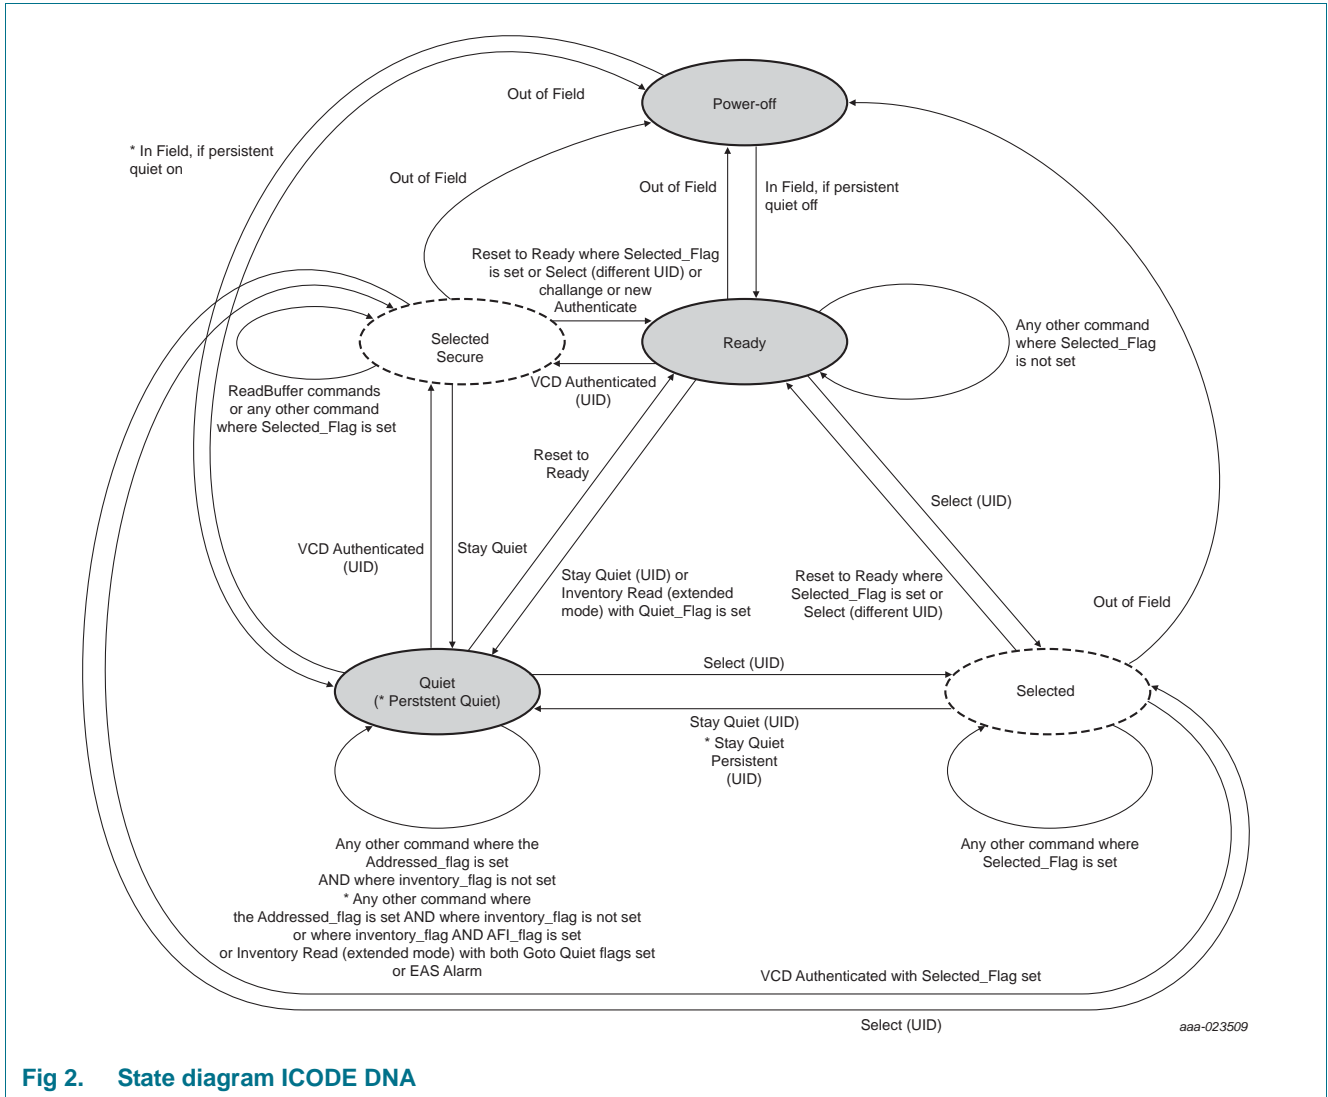 Power-off
Out of Field
* In Field, if persistent
quiet on
Out of Field
Out of Field
In Field, if persistent
quiet off
Reset to Ready where Selected_Flag
is set or Select (different UID) or
challange or new
Authenticate
Selected
Secure
Ready
Any other command
where Selected_Flag
is not set
VCD Authenticated
(UID)
ReadBuffer commands
or any other command
where Selected_Flag is set
Reset to
Ready
Select (UID)
VCD Authenticated
(UID)
Stay Quiet
Stay Quiet (UID) or
Inventory Read (extended
mode) with Quiet_Flag is set
Reset to Ready where
Selected_Flag is set or
Select (different UID)
Out of Field
Quiet
(* Perststent Quiet)
Select (UID)
Selected
Stay Quiet (UID)
* Stay Quiet
Persistent
(UID)
Any other command where the
Addressed_flag is set
AND where inventory_flag is not set
* Any other command where
the Addressed_flag is set AND where inventory_flag is not set
or where inventory_flag AND AFI_flag is set
or Inventory Read (extended mode) with both Goto Quiet flags set
or EAS Alarm
Any other command where
Selected_Flag is set
VCD Authenticated with Selected_Flag set
Select (UID)
aaa-023509
Fig 2. State diagram ICODE DNA